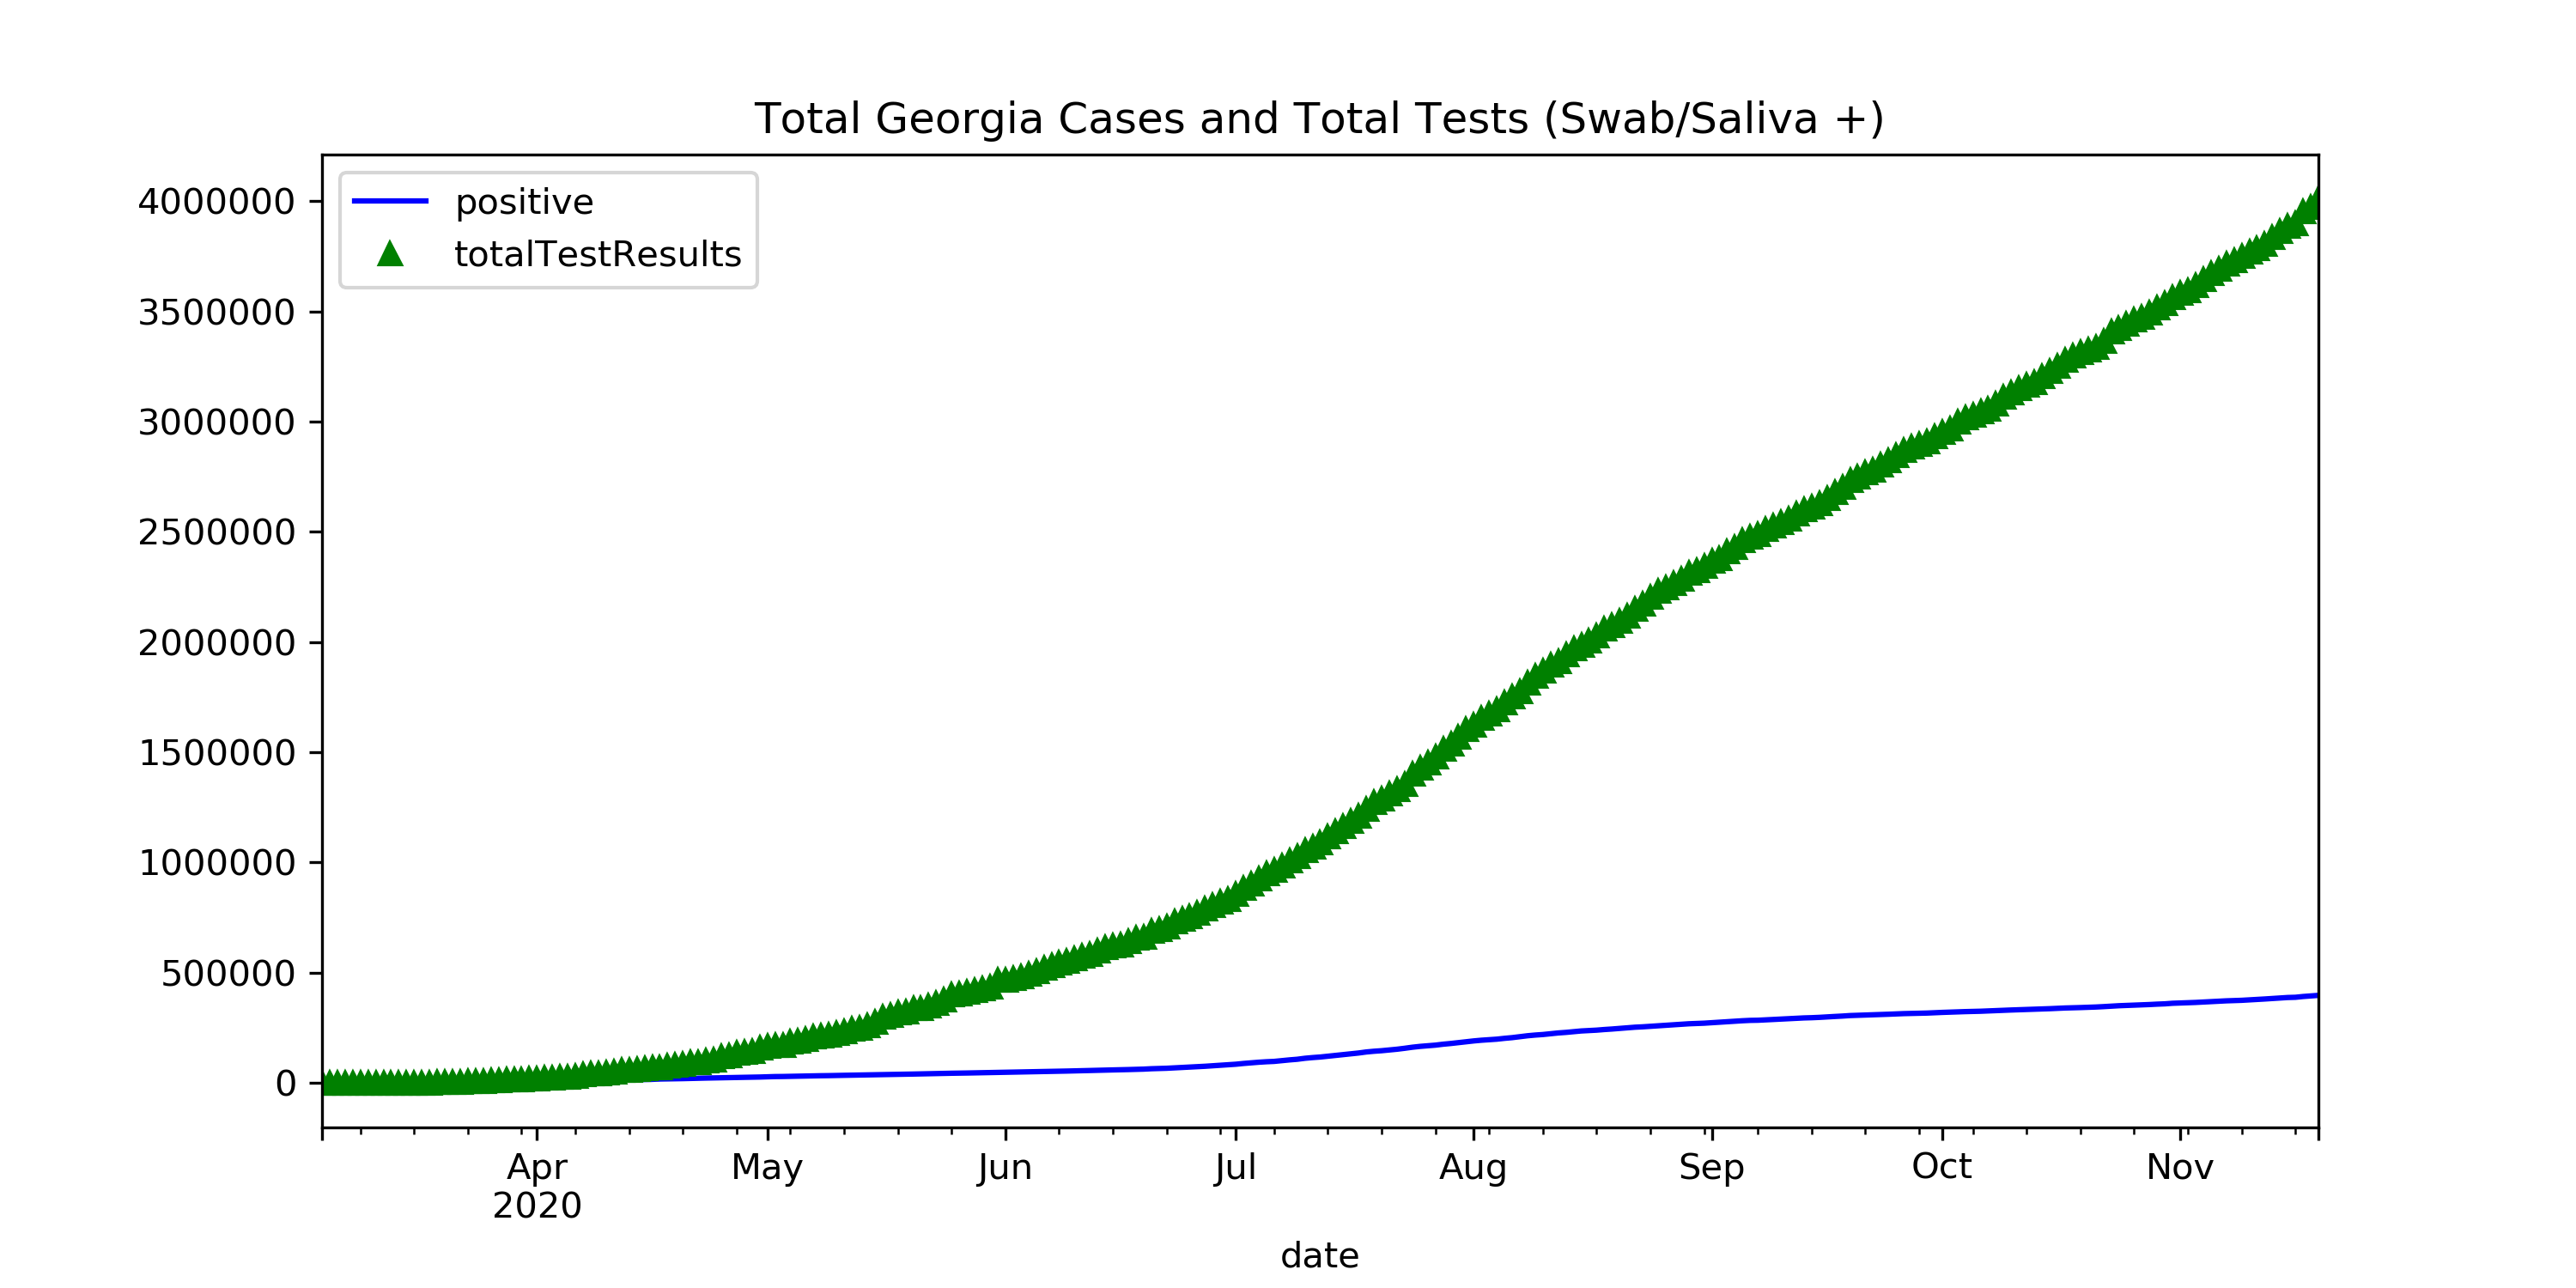 Total Georgia Cases and Total Tests (Swab/Saliva +)
positive
totalTestResults
4000000
3500000
3000000
2500000
2000000
1500000
1000000
500000
0
Apr May Jun Jul Aug Sep Oct Nov
2020
date